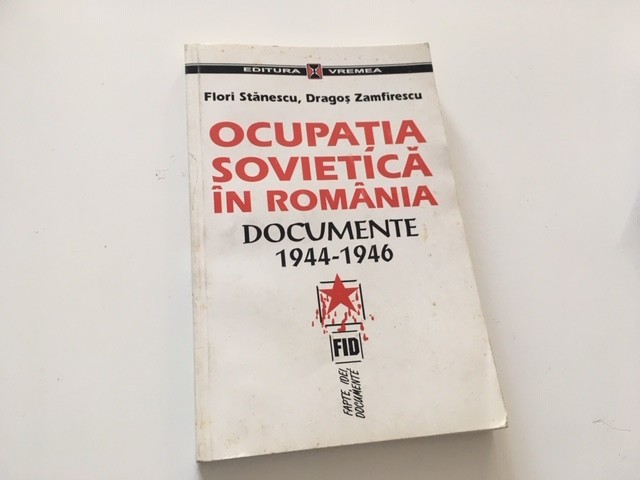 EDITURA VREMEA
Flori Stănescu, Dragoș Zamfirescu
OCUPAȚIA
SOVIETICĂ
ÎN ROMÂNIA
DOCUMENTE
1944-1946
FID
FAPTE, IDEI,
DOCUMENTE